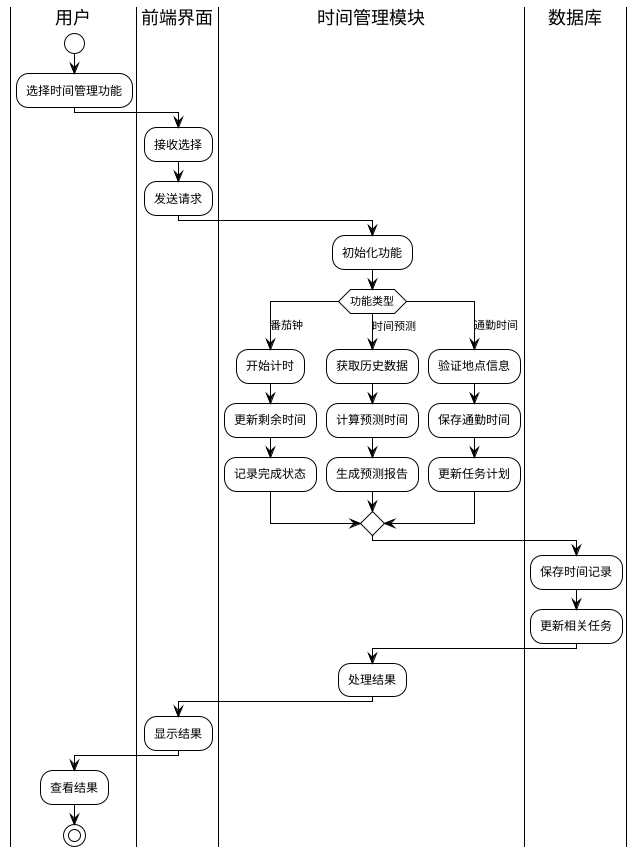 用户
前端界面
时间管理模块
数据库
选择时间管理功能
接收选择
发送请求
初始化功能
功能类型
番茄钟
时间预测
通勤时间
开始计时
获取历史数据
验证地点信息
更新剩余时间
计算预测时间
保存通勤时间
记录完成状态
生成预测报告
更新任务计划
保存时间记录
更新相关任务
处理结果
显示结果
查看结果